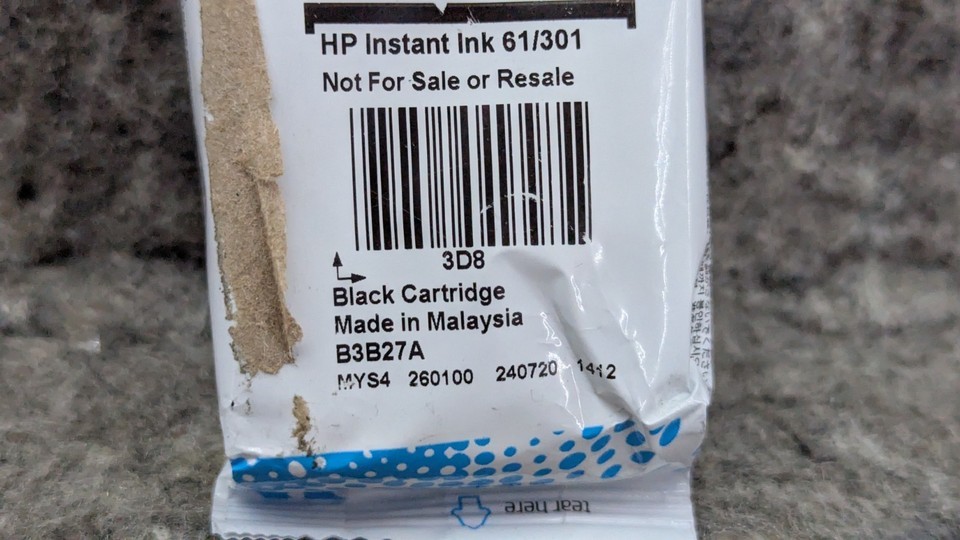 HP Instant Ink 61/301
Not For Sale or Resale
3D8
Black Cartridge
Made in Malaysia
B3B27A
MYS4 260100 240720 1412
tear here